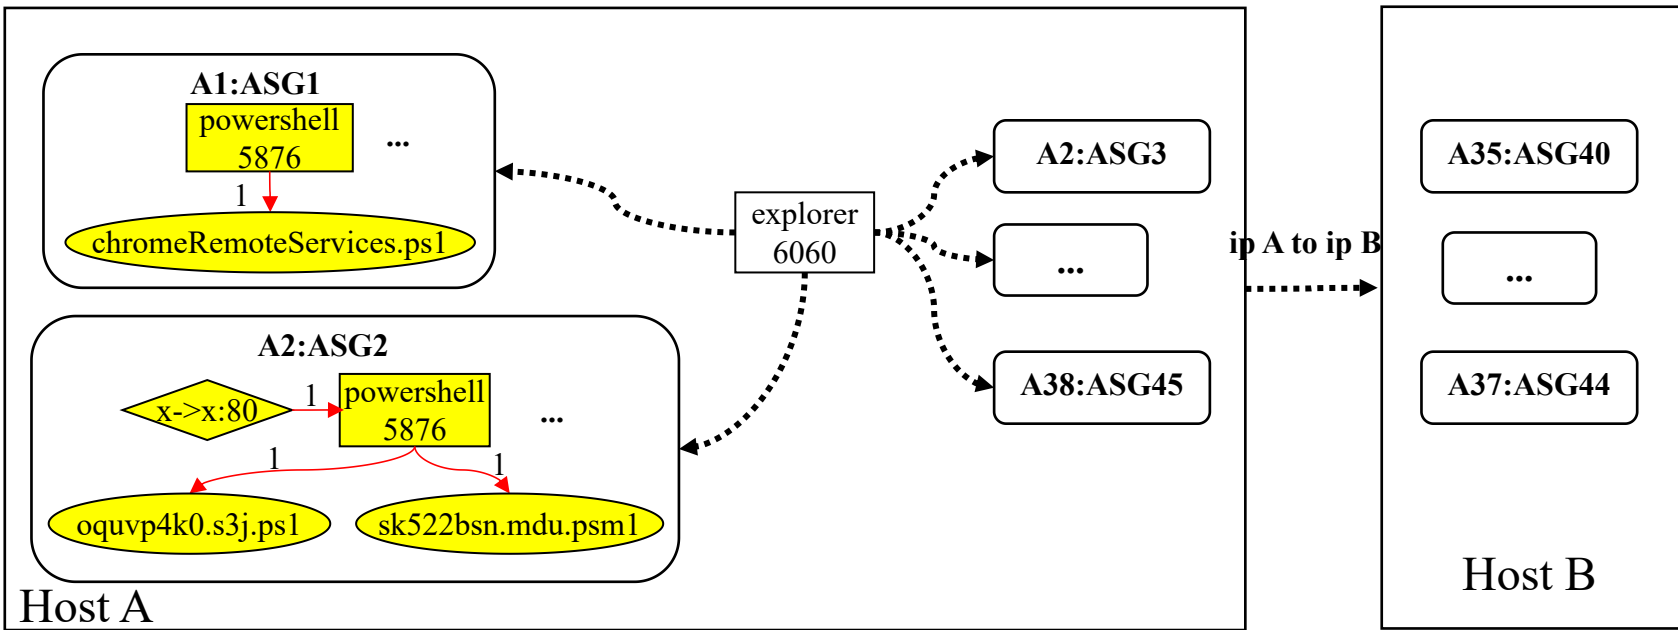 A1:ASG1
powershell
5876
...
1
chromeRemoteServices.ps1
A2:ASG2
x->x:80
1
powershell
5876
...
1
1
oquvp4k0.s3j.ps1
sk522bsn.mdu.psm1
Host A
explorer
6060
A2:ASG3
...
A38:ASG45
ip A to ip B
A35:ASG40
...
A37:ASG44
Host B